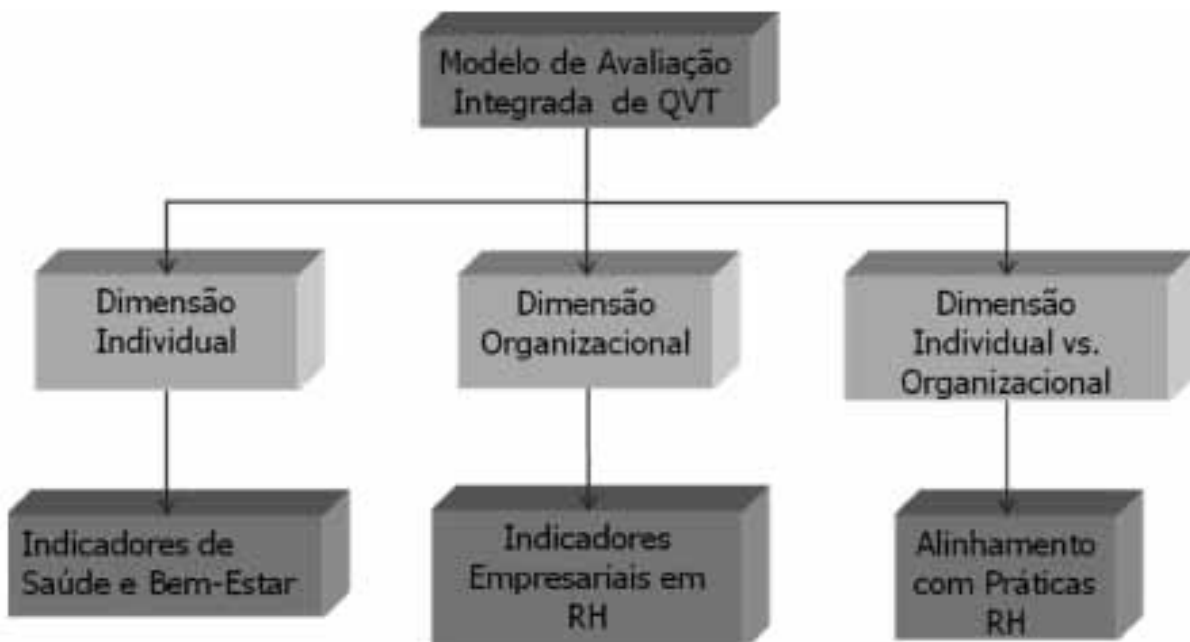 Modelo de Avaliação
Integrada de QVT
Dimensão
Individual
Dimensão
Organizacional
Dimensão
Individual vs.
Organizacional
Indicadores de
Saúde e Bem-Estar
Indicadores
Empresariais em
RH
Alinhamento
com Práticas
RH